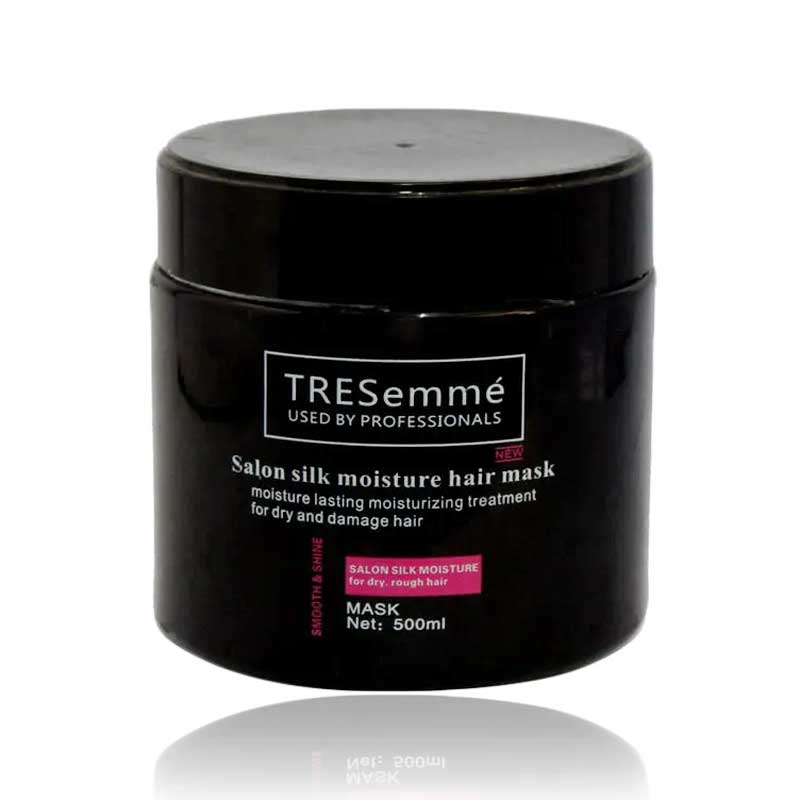 TRESemmé
USED BY PROFESSIONALS
NEW
Salon silk moisture hair mask
moisture lasting moisturizing treatment
for dry and damage hair
SMOOTH & SHINE
SALON SILK MOISTURE
for dry. rough hair
MASK
Net: 500ml